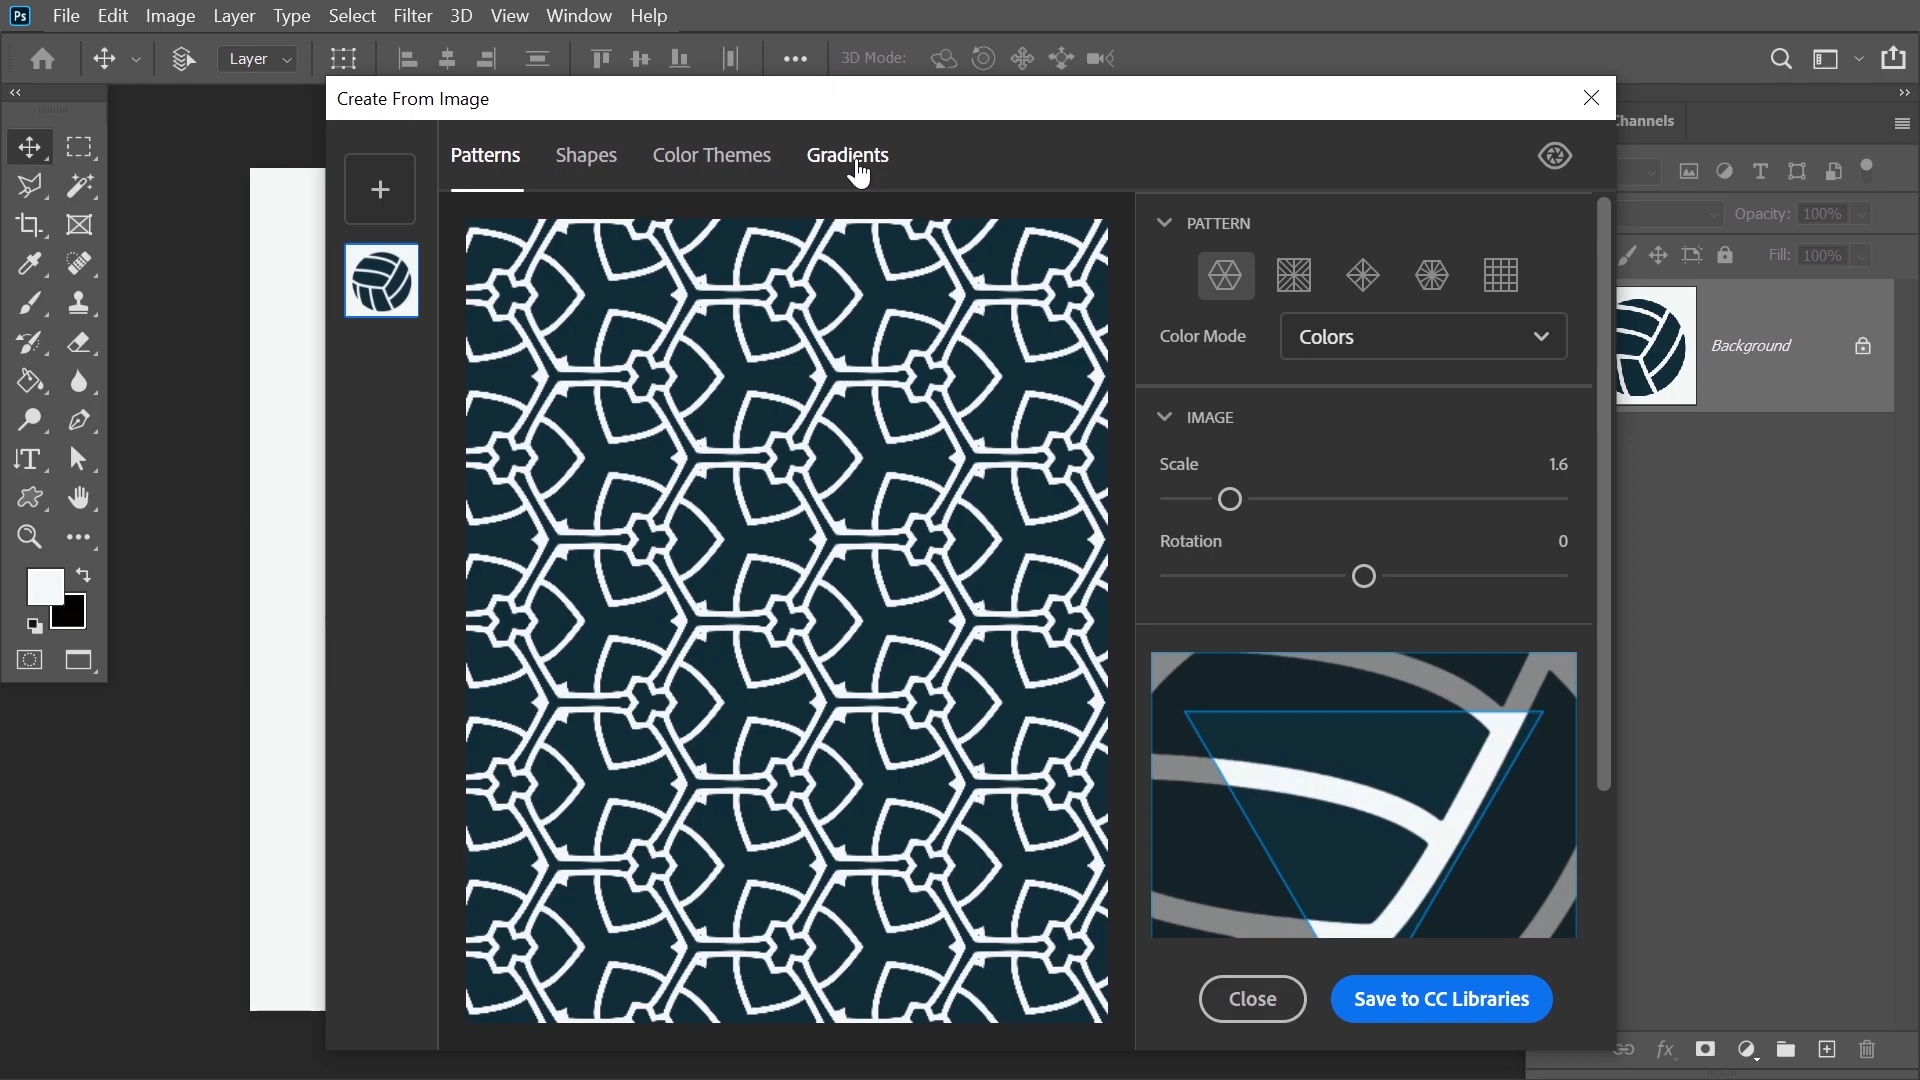 Ps File Edit Image Layer Type Select Filter 3D View Window Help
Layer 3D Mode:
Create From Image
Patterns Shapes Color Themes Gradients
Channels
PATTERN
Opacity: 100%
Fill: 100%
Color Mode Colors
Background
IMAGE
Scale 1.6
Rotation 0
Close Save to CC Libraries
fx